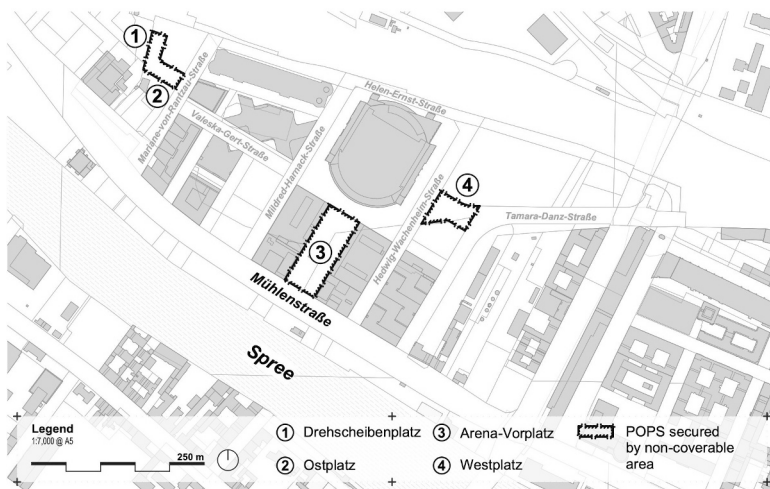 1
2
Mariane-von-Rantzau-Straße
Valeska-Gert-Straße
Mildred-Harnack-Straße
Helen-Ernst-Straße
4
Hedwig-Wachenheim-Straße
Tamara-Danz-Straße
3
Mühlenstraße
Spree
Legend
1:7,000 @ A5
250 m
1 Drehscheibenplatz
2 Ostplatz
3 Arena-Vorplatz
4 Westplatz
POPS secured
by non-coverable
area